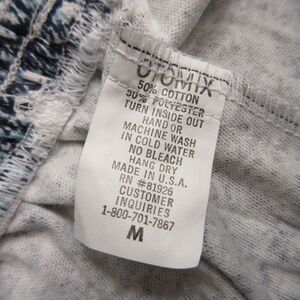 OTOMIX
50% COTTON
50% POLYESTER
TURN INSIDE OUT
HAND OR
MACHINE WASH
IN COLD WATER
NO BLEACH
HANG DRY
MADE IN U.S.A.
RN #81926
CUSTOMER
INQUIRIES
1-800-701-7867
M